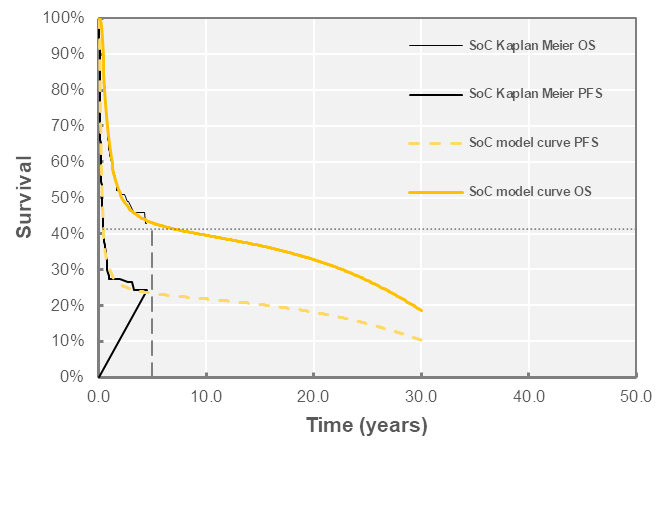 100%
90%
80%
70%
60%
50%
40%
30%
20%
10%
0%
Survival
SoC Kaplan Meier OS
SoC Kaplan Meier PFS
SoC model curve PFS
SoC model curve OS
0.0 10.0 20.0 30.0 40.0 50.0
Time (years)